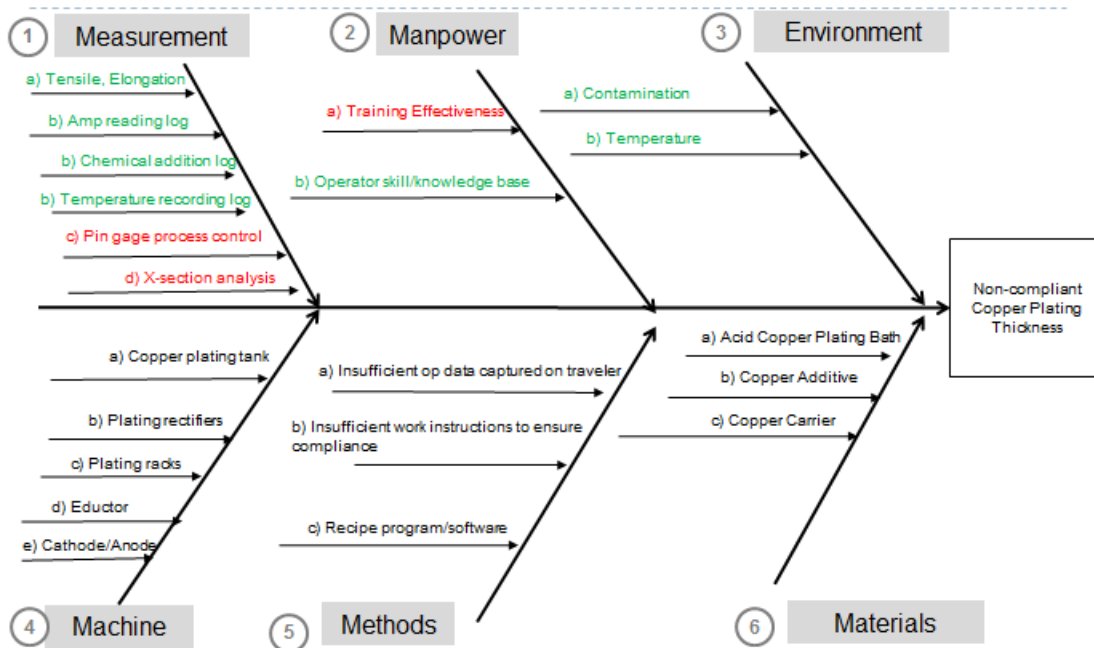 1
Measurement
2
Manpower
3
Environment
a) Tensile, Elongation
b) Amp reading log
b) Chemical addition log
b) Temperature recording log
c) Pin gage process control
d) X-section analysis
a) Training Effectiveness
b) Operator skill/knowledge base
a) Contamination
b) Temperature
Non-compliant
Copper Plating
Thickness
a) Copper plating tank
b) Plating rectifiers
c) Plating racks
d) Eductor
e) Cathode/Anode
a) Insufficient op data captured on traveler
b) Insufficient work instructions to ensure
compliance
c) Recipe program/software
a) Acid Copper Plating Bath
b) Copper Additive
c) Copper Carrier
4
Machine
5
Methods
6
Materials